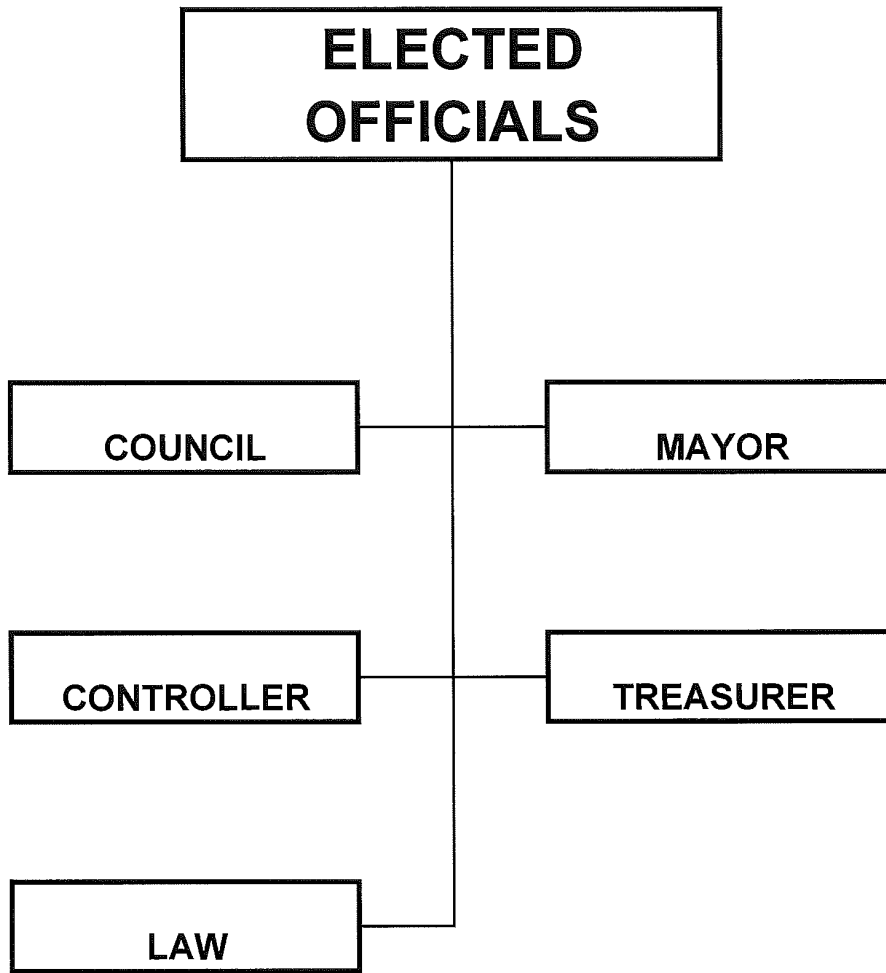 ELECTED
OFFICIALS
COUNCIL
MAYOR
CONTROLLER
TREASURER
LAW